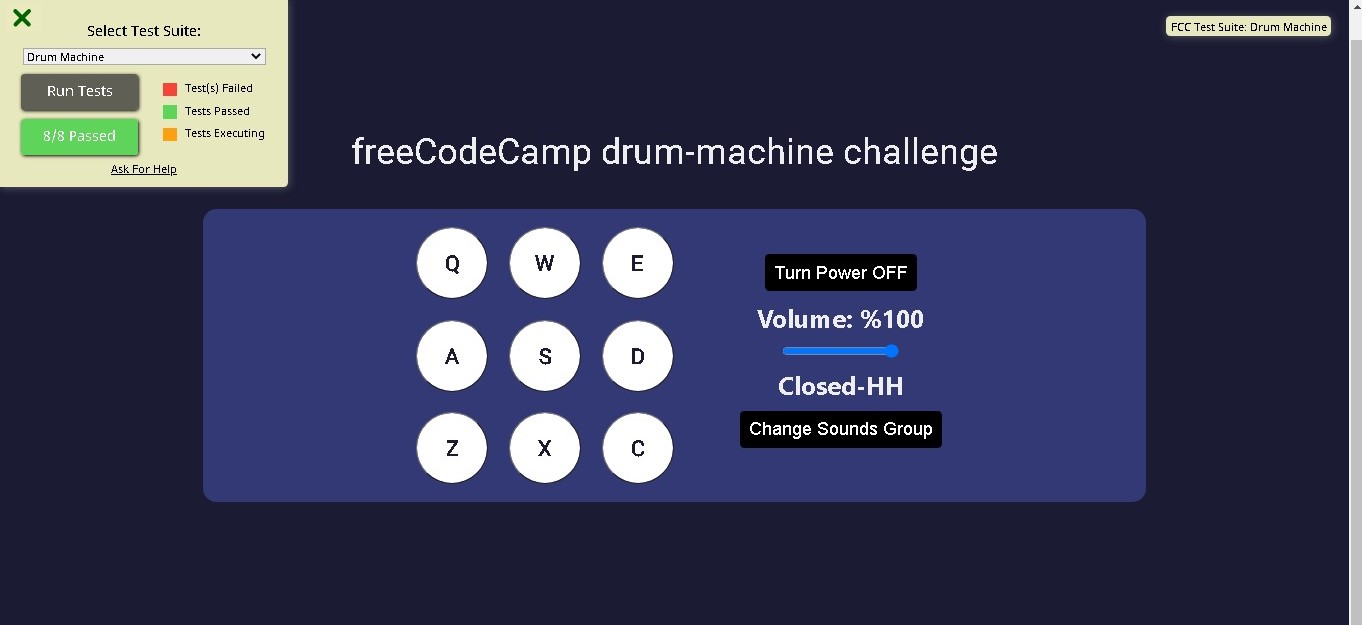 Select Test Suite:
FCC Test Suite: Drum Machine
Drum Machine
Run Tests
Test(s) Failed
Tests Passed
8/8 Passed
Tests Executing
Ask For Help
freeCodeCamp drum-machine challenge
Q W E
A S D
Z X C
Turn Power OFF
Volume: %100
Closed-HH
Change Sounds Group